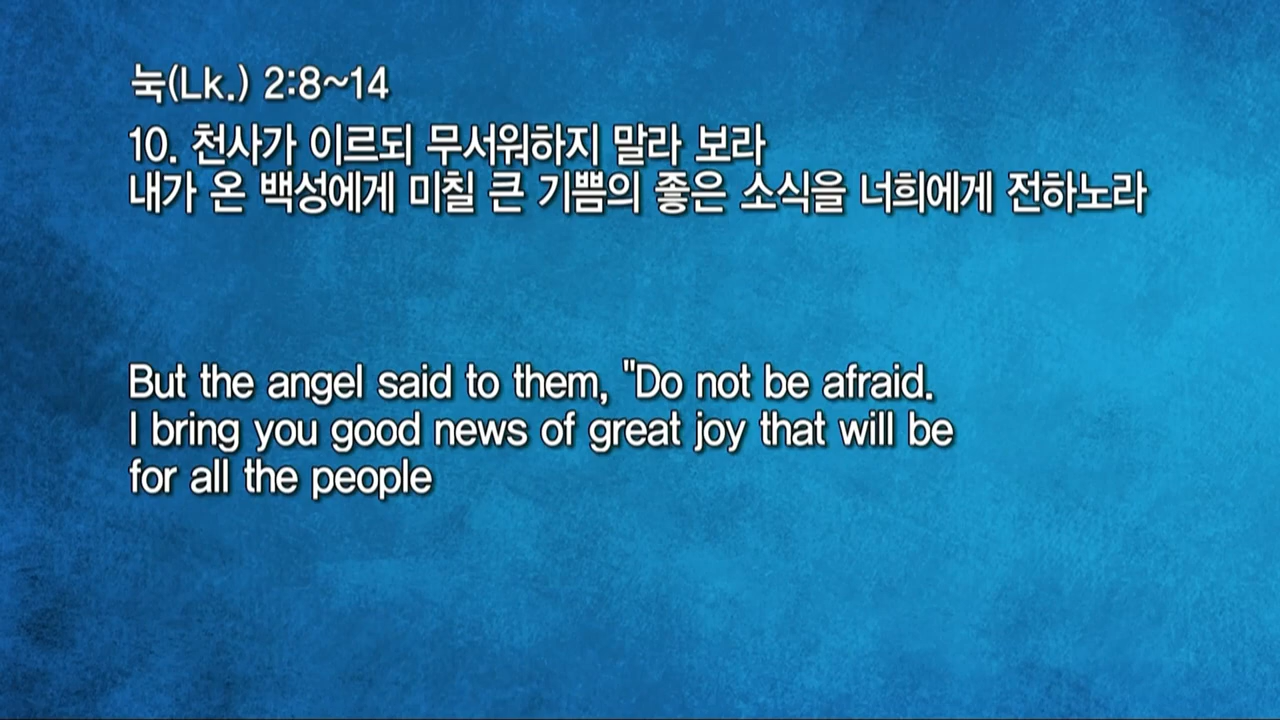 눅(Lk.) 2:8~14
10. 천사가 이르되 무서워하지 말라 보라
내가 온 백성에게 미칠 큰 기쁨의 좋은 소식을 너희에게 전하노라
But the angel said to them, "Do not be afraid.
I bring you good news of great joy that will be
for all the people